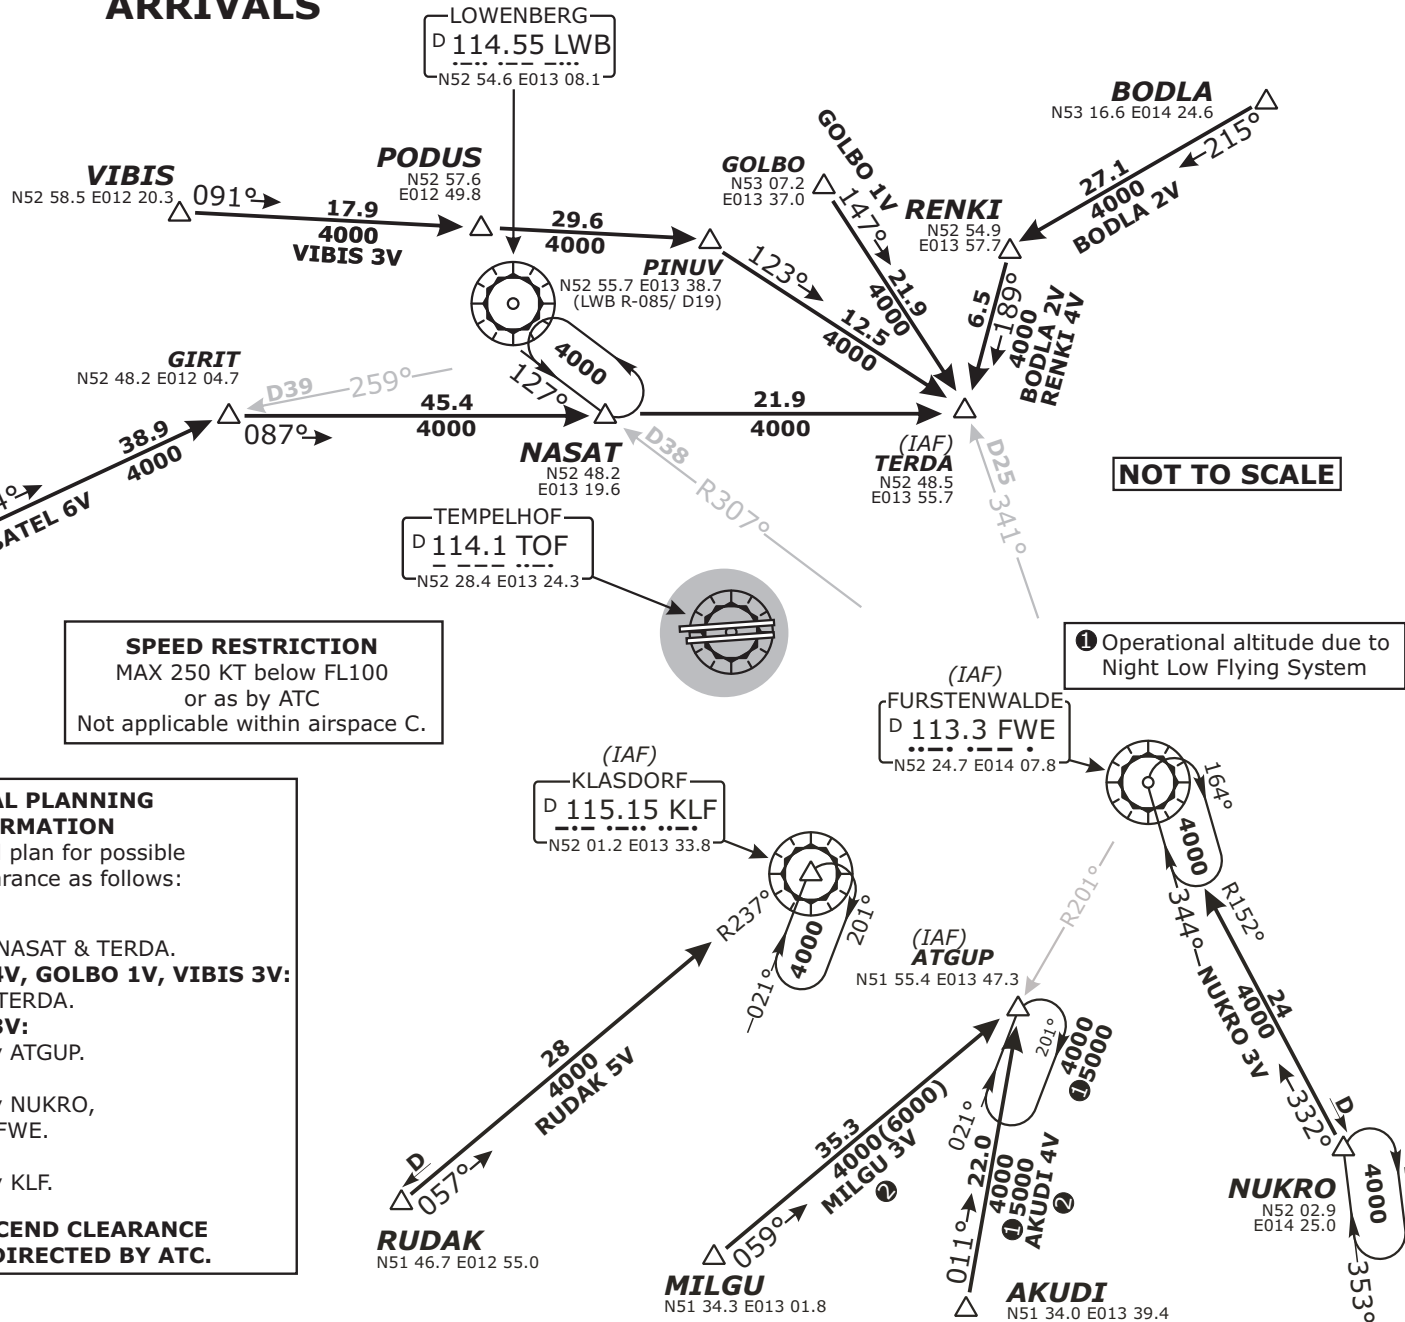 ARRIVALS
LOWENBERG
D 114.55 LWB
N52 54.6 E013 08.1
BODLA
N53 16.6 E014 24.6
215°
27.1
4000
BODLA 2V
VIBIS
N52 58.5 E012 20.3
091°
17.9
4000
VIBIS 3V
PODUS
N52 57.6
E012 49.8
29.6
4000
PINUV
N52 55.7 E013 38.7
(LWB R-085/ D19)
123°
12.5
4000
GOLBO
N53 07.2
E013 37.0
GOLBO 1V
147°
21.9
4000
RENKI
N52 54.9
E013 57.7
6.5
189°
4000
BODLA 2V
RENKI 4V
GIRIT
N52 48.2 E012 04.7
D39
259°
4000
127°
38.9
4000
4°
SATEL 6V
087°
45.4
4000
NASAT
N52 48.2
E013 19.6
21.9
4000
(IAF)
TERDA
N52 48.5
E013 55.7
D38
R307°
D25
341°
NOT TO SCALE
TEMPELHOF
D 114.1 TOF
N52 28.4 E013 24.3
SPEED RESTRICTION
MAX 250 KT below FL100
or as by ATC
Not applicable within airspace C.
1 Operational altitude due to
Night Low Flying System
(IAF)
FURSTENWALDE
D 113.3 FWE
N52 24.7 E014 07.8
164°
4000
344°
R152°
24
4000
NUKRO 3V
332°
D
NUKRO
N52 02.9
E014 25.0
4000
353°
(IAF)
KLASDORF
D 115.15 KLF
N52 01.2 E013 33.8
R237°
4000
201°
021°
28
4000
RUDAK 5V
D
057°
RUDAK
N51 46.7 E012 55.0
R201°
(IAF)
ATGUP
N51 55.4 E013 47.3
201°
021°
4000
1 5000
35.3
4000(6000)
MILGU 3V
2
059°
MILGU
N51 34.3 E013 01.8
22.0
4000
1 5000
AKUDI 4V
2
011°
AKUDI
N51 34.0 E013 39.4
AL PLANNING
RMATION
plan for possible
arance as follows:
NASAT & TERDA.
4V, GOLBO 1V, VIBIS 3V:
TERDA.
3V:
y ATGUP.
y NUKRO,
FWE.
y KLF.
CEND CLEARANCE
DIRECTED BY ATC.